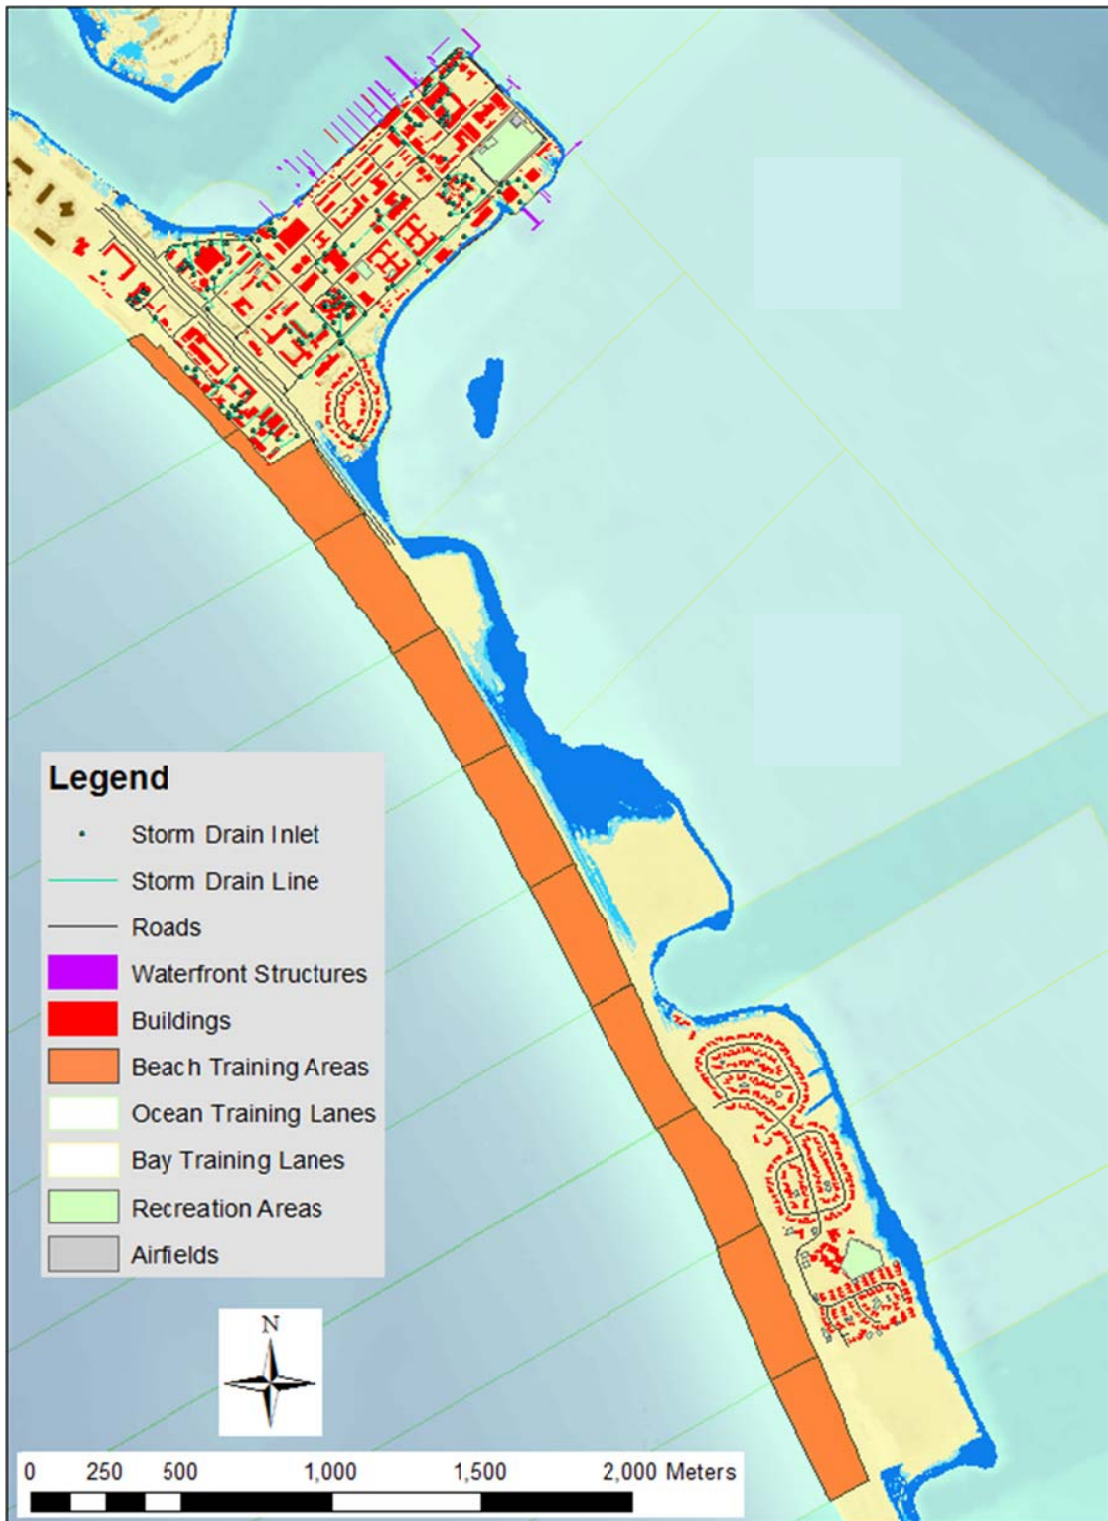 Legend
Storm Drain Inlet
Storm Drain Line
Roads
Waterfront Structures
Buildings
Beach Training Areas
Ocean Training Lanes
Bay Training Lanes
Recreation Areas
Airfields
N
0 250 500 1,000 1,500 2,000 Meters